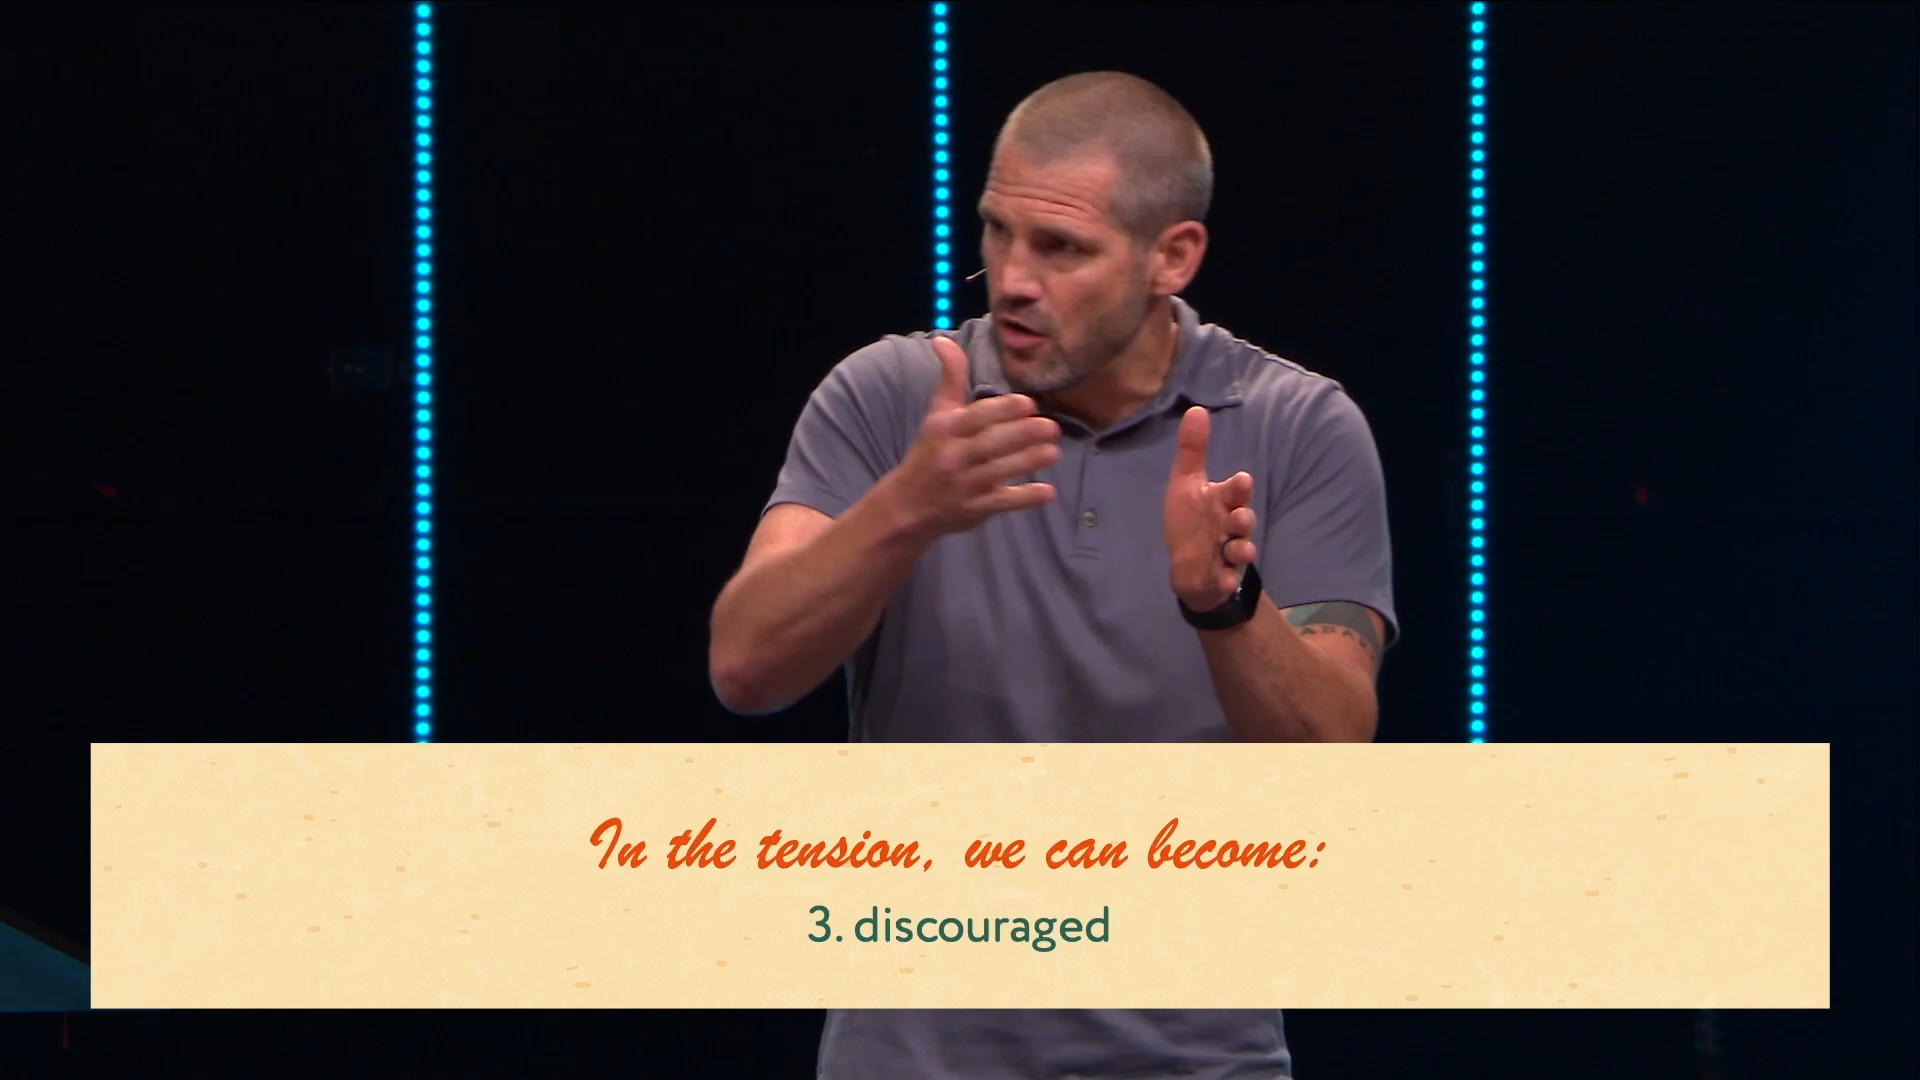 In the tension, we can become:
3. discouraged